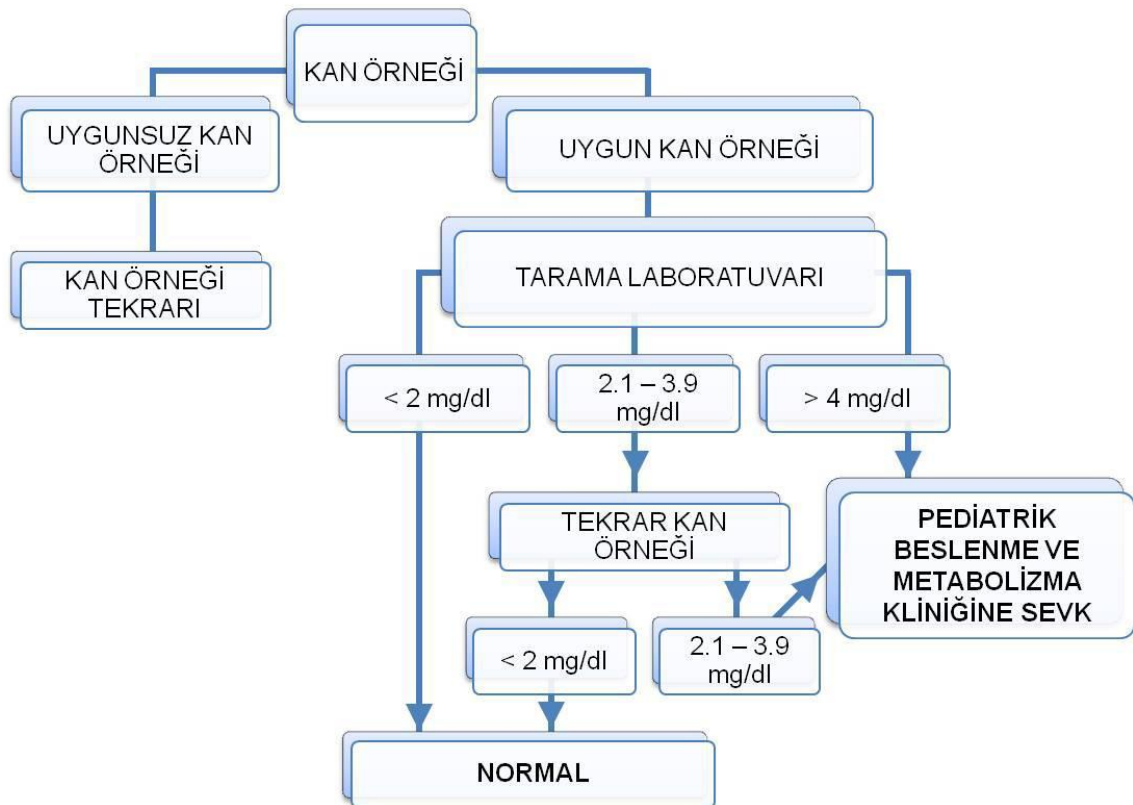 KAN ÖRNEĞİ
UYGUNSUZ KAN
ÖRNEĞİ
UYGUN KAN ÖRNEĞİ
KAN ÖRNEĞİ
TEKRARI
TARAMA LABORATUVARI
< 2 mg/dl
2.1 – 3.9
mg/dl
> 4 mg/dl
TEKRAR KAN
ÖRNEĞİ
PEDİATRİK
BESLENME VE
METABOLİZMA
KLİNİĞİNE SEVK
< 2 mg/dl
2.1 – 3.9
mg/dl
NORMAL